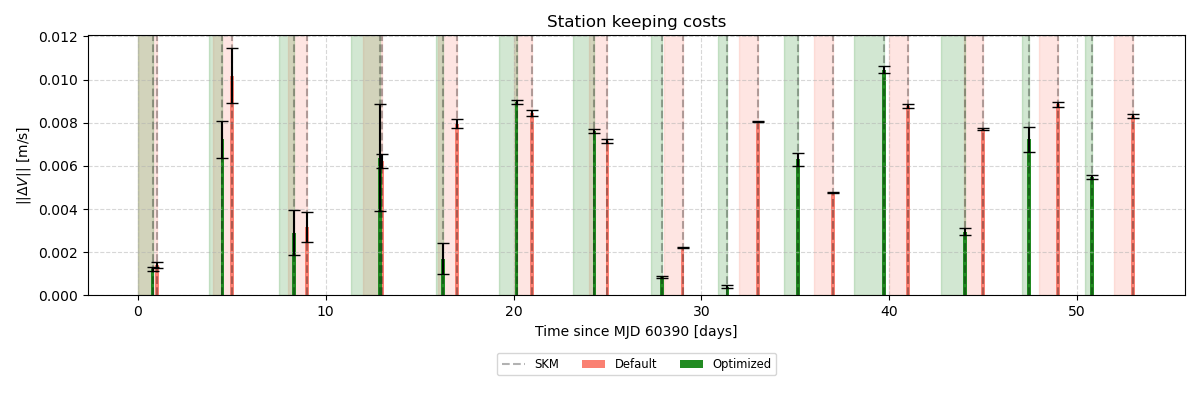 Station keeping costs
||ΔV|| [m/s]
0.012
0.010
0.008
0.006
0.004
0.002
0.000
0 10 20 30 40 50
Time since MJD 60390 [days]
SKM Default Optimized